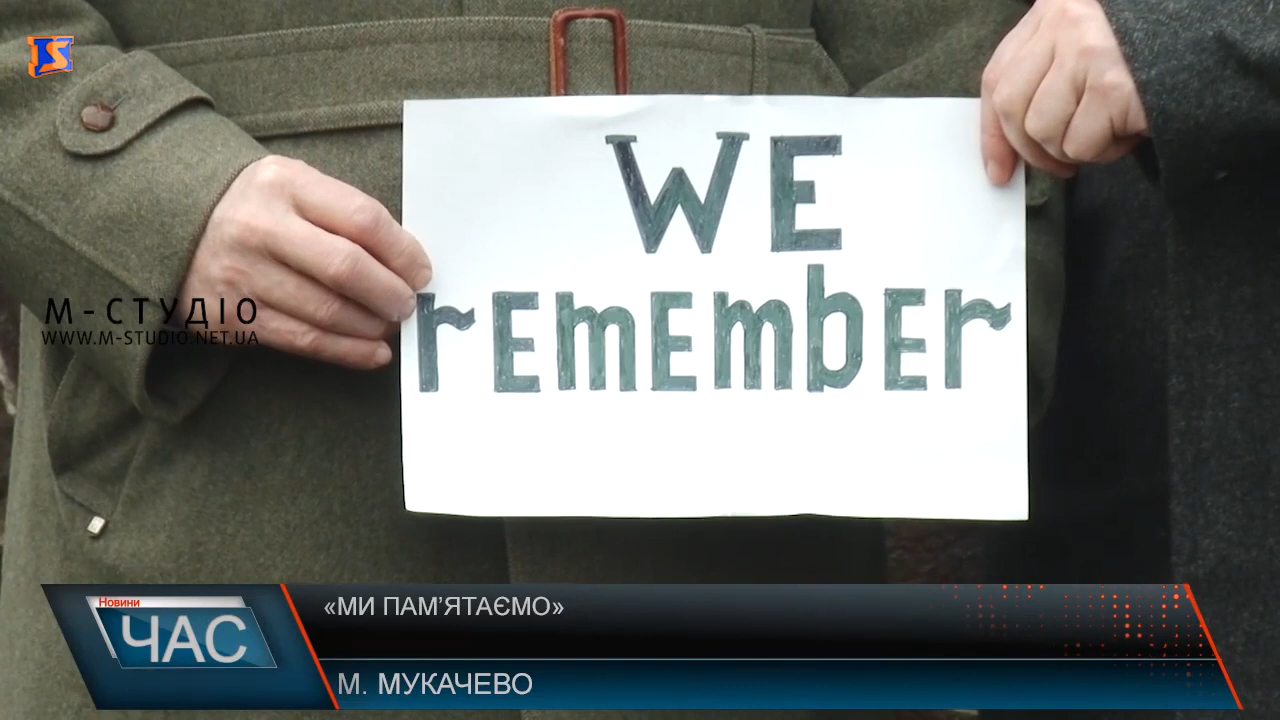 WE
rEmEmbEr
М-СТУДІО
WWW.M-STUDIO.NET.UA
«МИ ПАМ’ЯТАЄМО»
Новини
ЧАС
М. МУКАЧЕВО